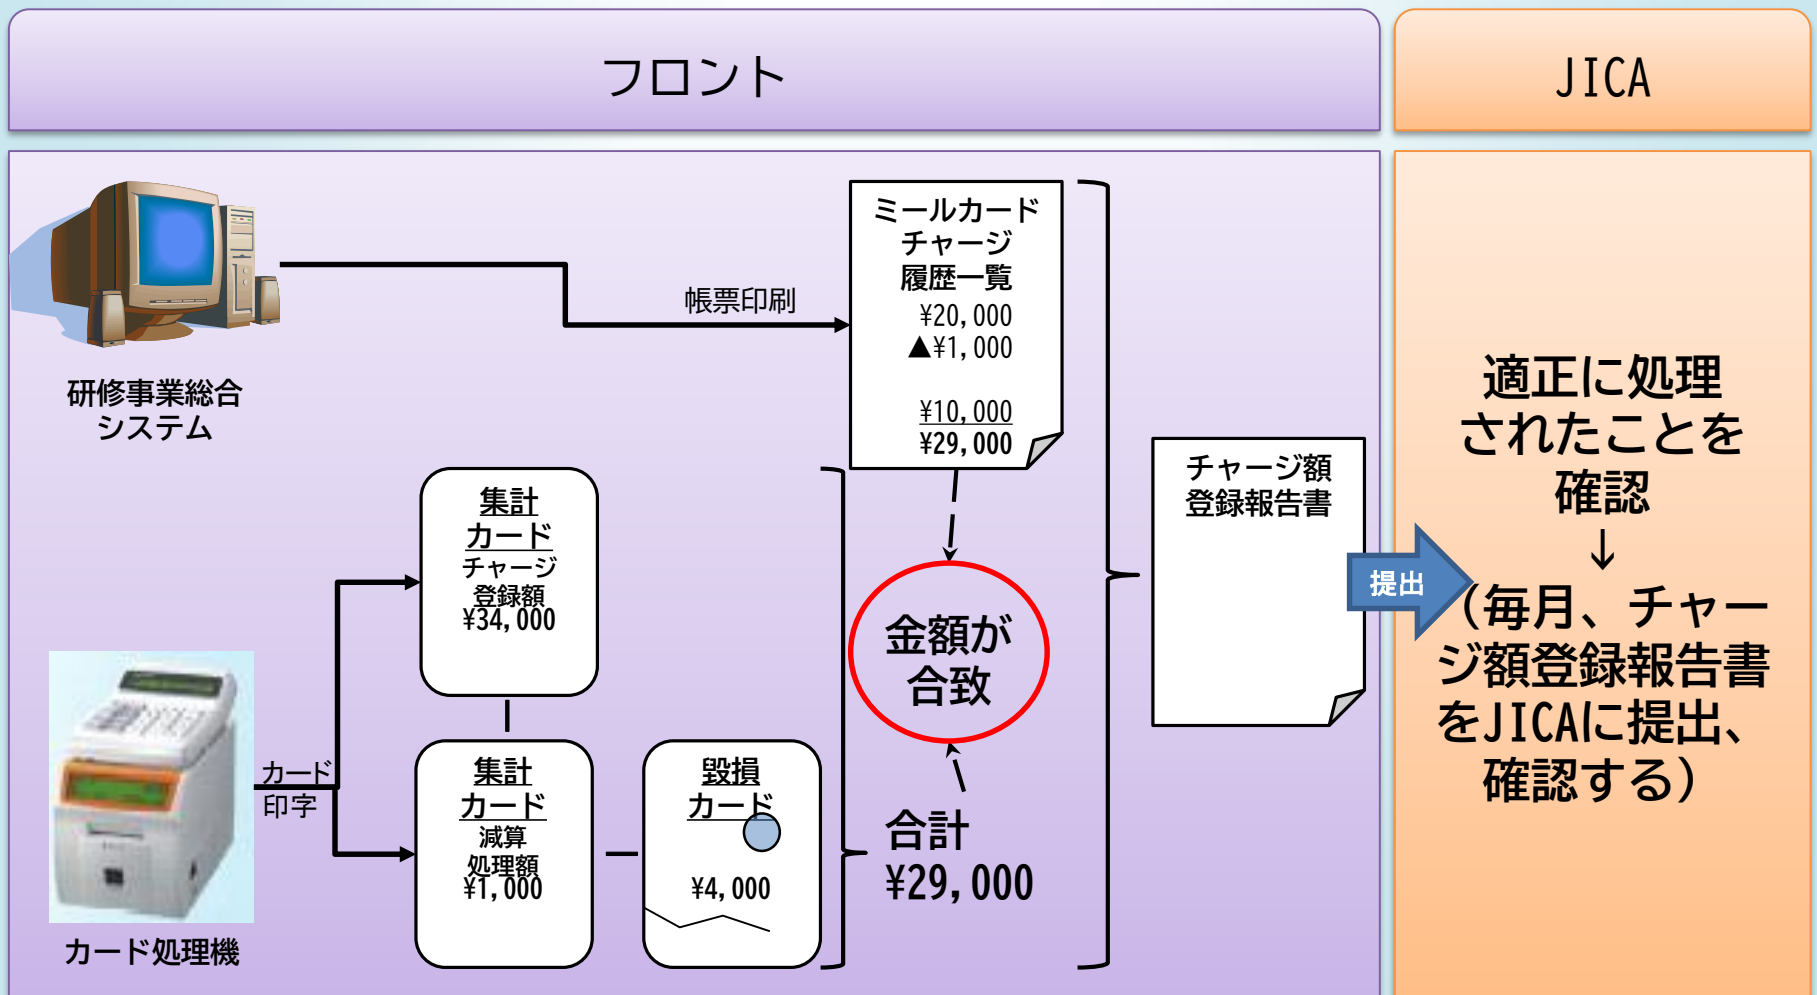 フロント
JICA
研修事業総合
システム
帳票印刷
ミールカード
チャージ
履歴一覧
¥20,000
▲¥1,000
¥10,000
¥29,000
集計
カード
チャージ
登録額
¥34,000
カード
印字
カード処理機
集計
カード
減算
処理額
¥1,000
毀損
カード
¥4,000
金額が
合致
合計
¥29,000
チャージ額
登録報告書
提出
適正に処理
されたことを
確認
↓
(毎月、チャー
ジ額登録報告書
をJICAに提出、
確認する)